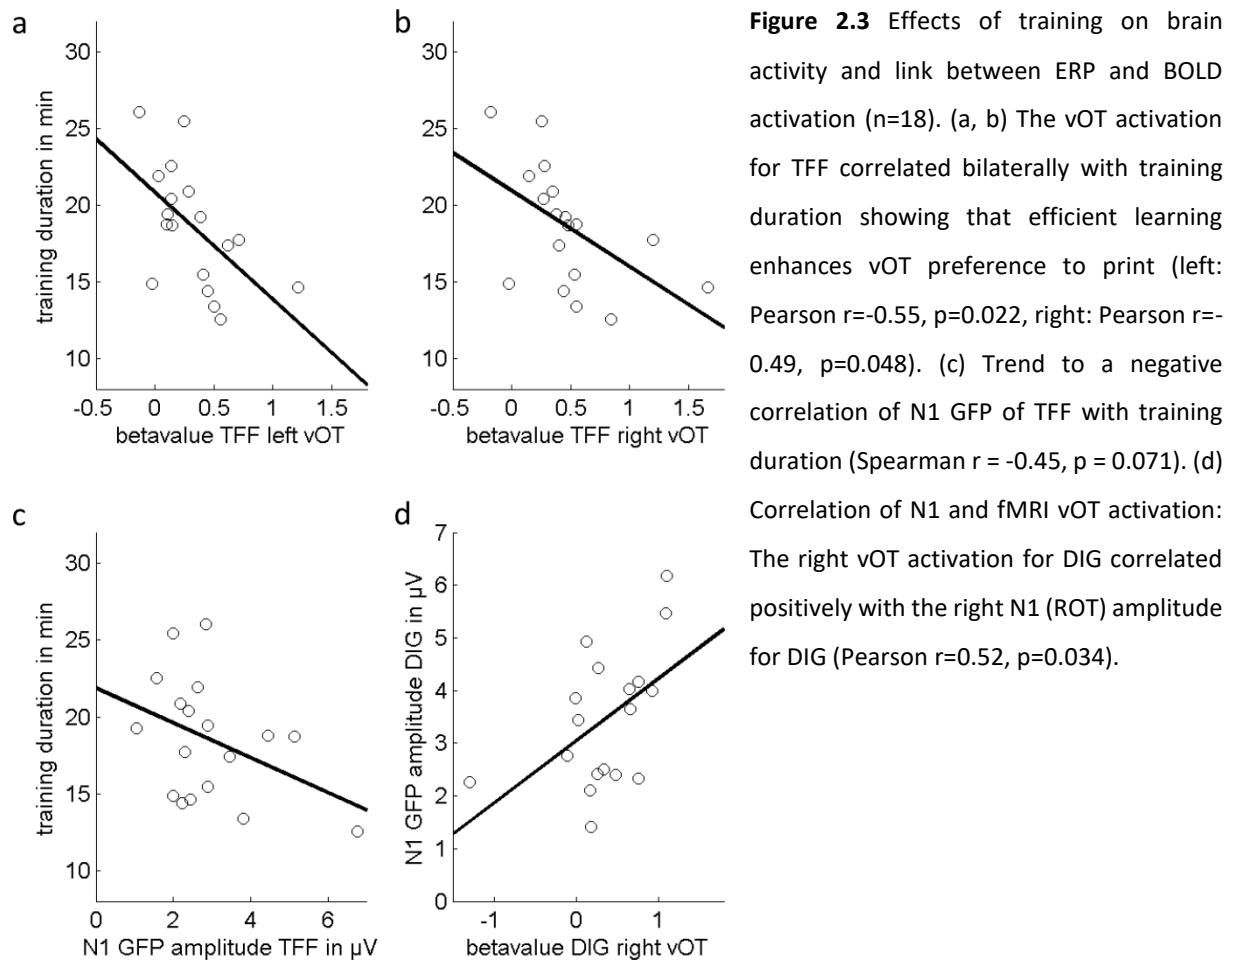 a
30
25
20
15
10
training duration in min
-0.5
0
0.5
1
1.5
betavalue TFF left vOT
b
30
25
20
15
10
-0.5
0
0.5
1
1.5
betavalue TFF right vOT
c
30
25
20
15
10
training duration in min
0
2
4
6
N1 GFP amplitude TFF in µV
d
7
6
5
4
3
2
1
0
N1 GFP amplitude DIG in µV
-1
0
1
betavalue DIG right vOT
Figure 2.3 Effects of training on brain
activity and link between ERP and BOLD
activation (n=18). (a, b) The vOT activation
for TFF correlated bilaterally with training
duration showing that efficient learning
enhances vOT preference to print (left:
Pearson r=-0.55, p=0.022, right: Pearson r=-
0.49, p=0.048). (c) Trend to a negative
correlation of N1 GFP of TFF with training
duration (Spearman r = -0.45, p = 0.071). (d)
Correlation of N1 and fMRI vOT activation:
The right vOT activation for DIG correlated
positively with the right N1 (ROT) amplitude
for DIG (Pearson r=0.52, p=0.034).